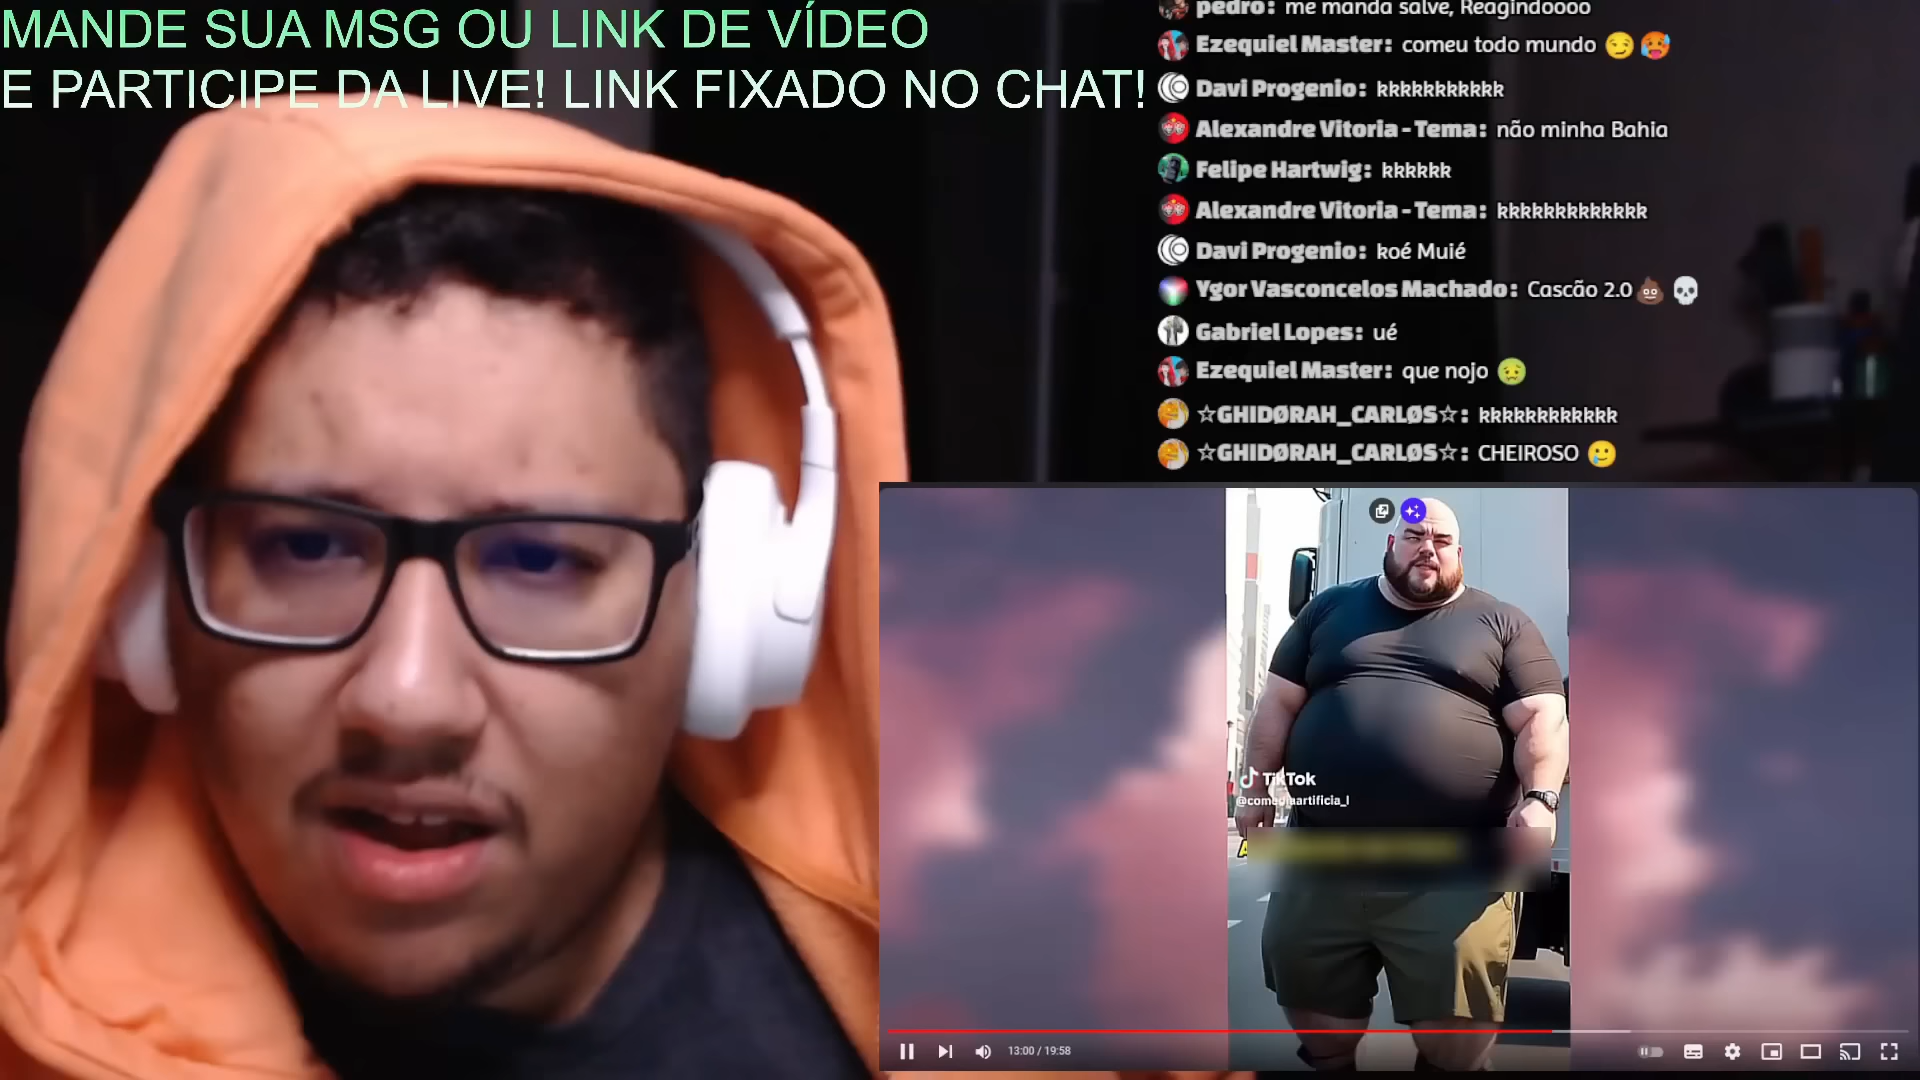 MANDE SUA MSG OU LINK DE VÍDEO
E PARTICIPE DA LIVE! LINK FIXADO NO CHAT!
pedro: me manda salve, Reagindoooo
Ezequiel Master: comeu todo mundo 😏 🥵
Davi Progenio: kkkkkkkkkkk
Alexandre Vitoria - Tema: não minha Bahia
Felipe Hartwig: kkkkkk
Alexandre Vitoria - Tema: kkkkkkkkkkkkk
Davi Progenio: koé Muié
Ygor Vasconcelos Machado: Cascão 2.0 💩 💀
Gabriel Lopes: ué
Ezequiel Master: que nojo 🤢
☆GHIDØRAH_CARLØS☆: kkkkkkkkkkkk
☆GHIDØRAH_CARLØS☆: CHEIROSO 🥲
TikTok
@comediaartificia_l
13:00 / 19:58